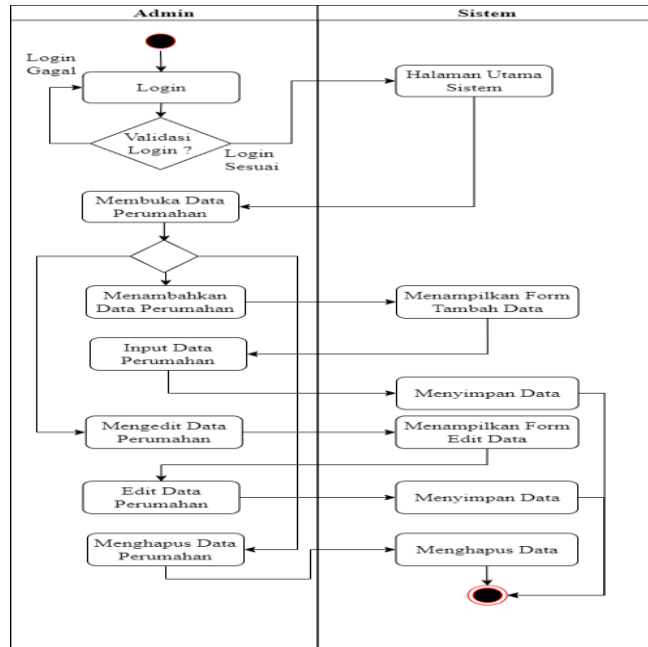 Admin
Sistem
Login
Gagal
Login
Halaman Utama
Sistem
Validasi
Login ?
Login
Sesuai
Membuka Data
Perumahan
Menambahkan
Data Perumahan
Menampilkan Form
Tambah Data
Input Data
Perumahan
Menyimpan Data
Mengedit Data
Perumahan
Menampilkan Form
Edit Data
Edit Data
Perumahan
Menyimpan Data
Menghapus Data
Perumahan
Menghapus Data